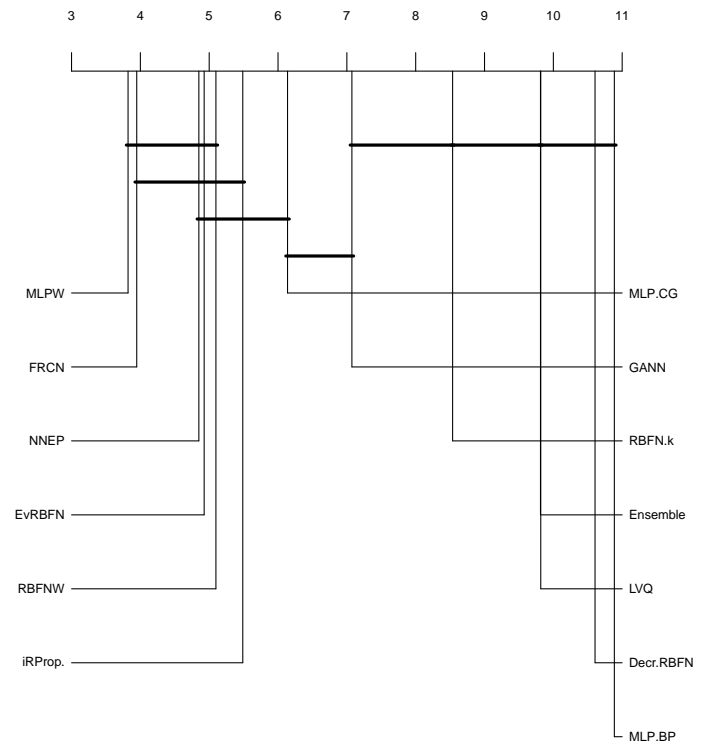 3 4 5 6 7 8 9 10 11
MLPW MLP.CG
FRCN GANN
NNEP RBFN.k
EvRBFN Ensemble
RBFNW LVQ
iRProp. Decr.RBFN
MLP.BP